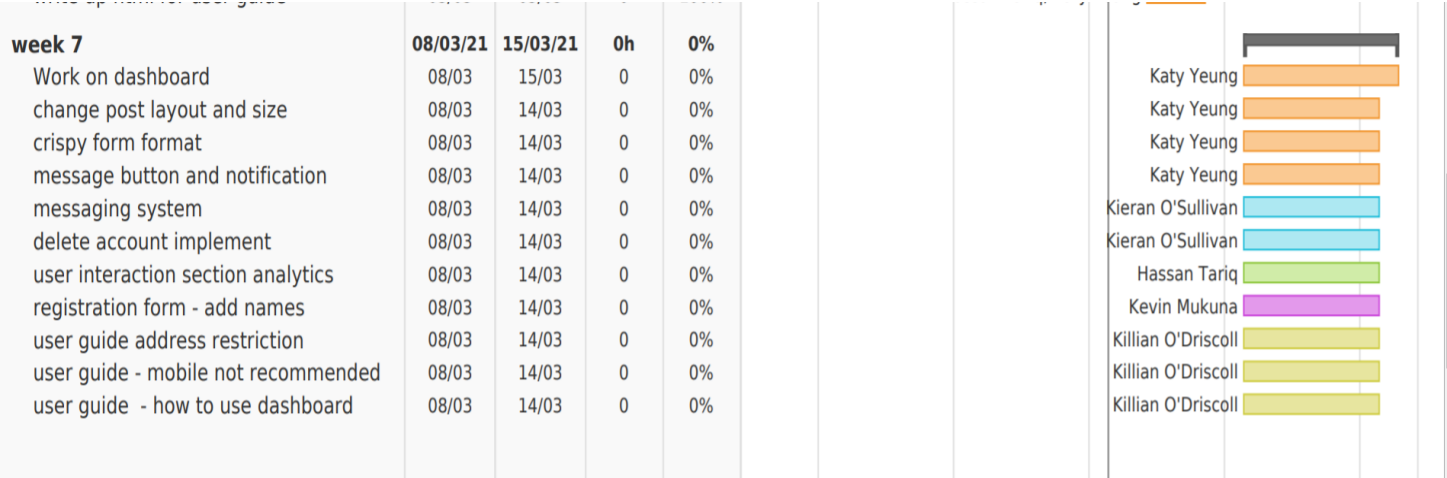 write up html for user guide
week 7 08/03/21 15/03/21 0h 0%
Work on dashboard 08/03 15/03 0 0% Katy Yeung
change post layout and size 08/03 14/03 0 0% Katy Yeung
crispy form format 08/03 14/03 0 0% Katy Yeung
message button and notification 08/03 14/03 0 0% Katy Yeung
messaging system 08/03 14/03 0 0% Kieran O'Sullivan
delete account implement 08/03 14/03 0 0% Kieran O'Sullivan
user interaction section analytics 08/03 14/03 0 0% Hassan Tariq
registration form - add names 08/03 14/03 0 0% Kevin Mukuna
user guide address restriction 08/03 14/03 0 0% Killian O'Driscoll
user guide - mobile not recommended 08/03 14/03 0 0% Killian O'Driscoll
user guide  - how to use dashboard 08/03 14/03 0 0% Killian O'Driscoll